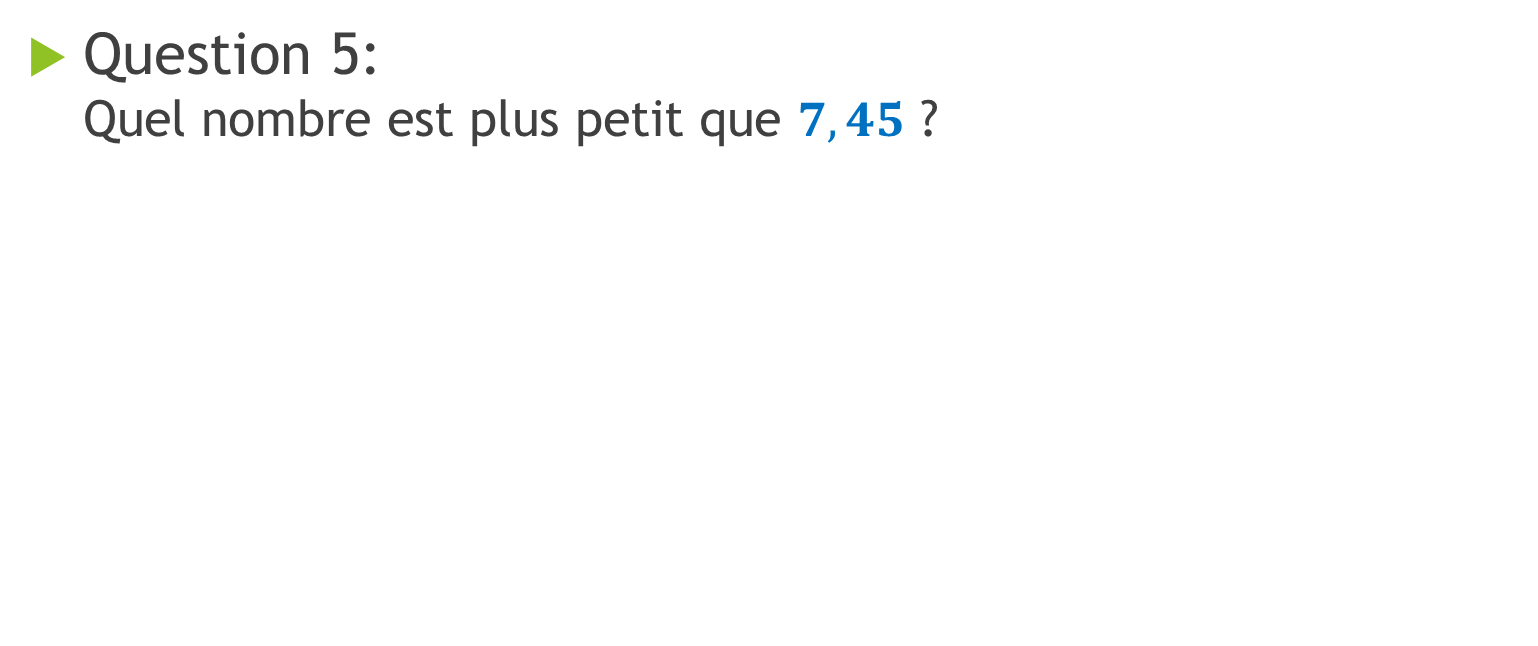 Question 5:
Quel nombre est plus petit que 7,45 ?